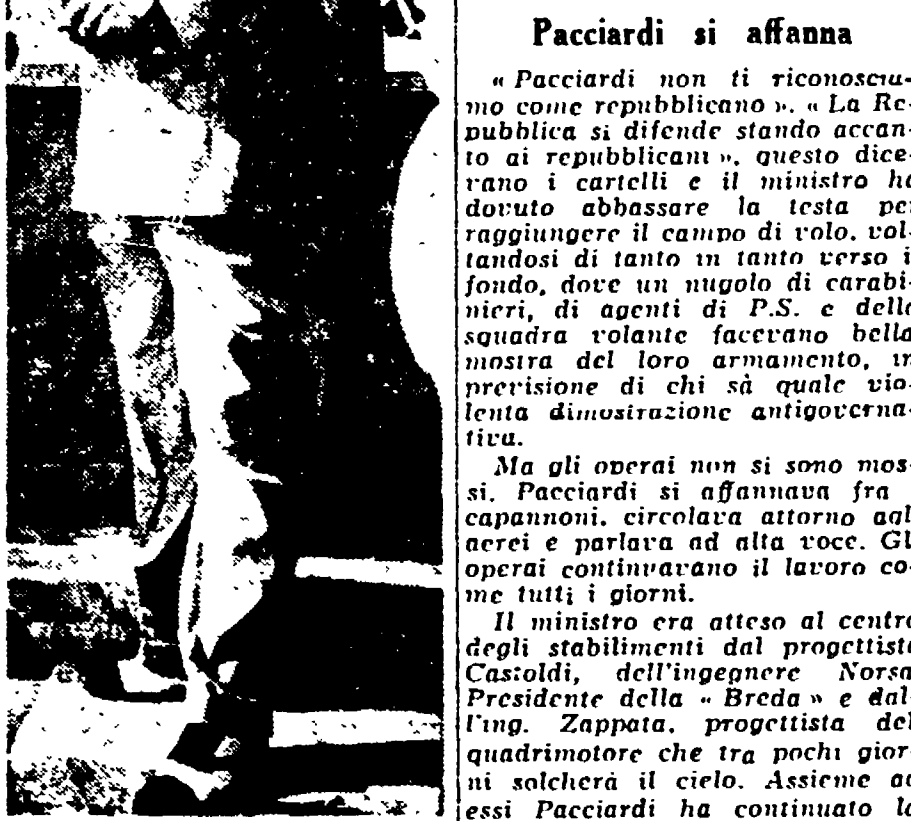 Pacciardi si affanna
« Pacciardi non ti riconoscia-
mo come repubblicano ». « La Re-
pubblica si difende stando accan-
to ai repubblicani », questo dice-
vano i cartelli e il ministro ha
dovuto abbassare la testa per
raggiungere il campo di volo, vol-
tandosi di tanto in tanto verso i
fondo, dove un nugolo di carabi-
nieri, di agenti di P.S. e della
squadra volante facevano bella
mostra del loro armamento, in
previsione di chi sà quale vio-
lenta dimostrazione antigoverna-
tiva.
Ma gli operai non si sono mos-
si. Pacciardi si affannava fra
capannoni, circolava attorno agl
aerei e parlava ad alta voce. Gl
operai continuavano il lavoro co-
me tutti i giorni.
Il ministro era atteso al centro
degli stabilimenti dal progettista
Castoldi, dell'ingegnere Norsa
Presidente della « Breda » e dal-
l'ing. Zappata, progettista del
quadrimotore che tra pochi gior-
ni solcherà il cielo. Assieme ad
essi Pacciardi ha continuato la